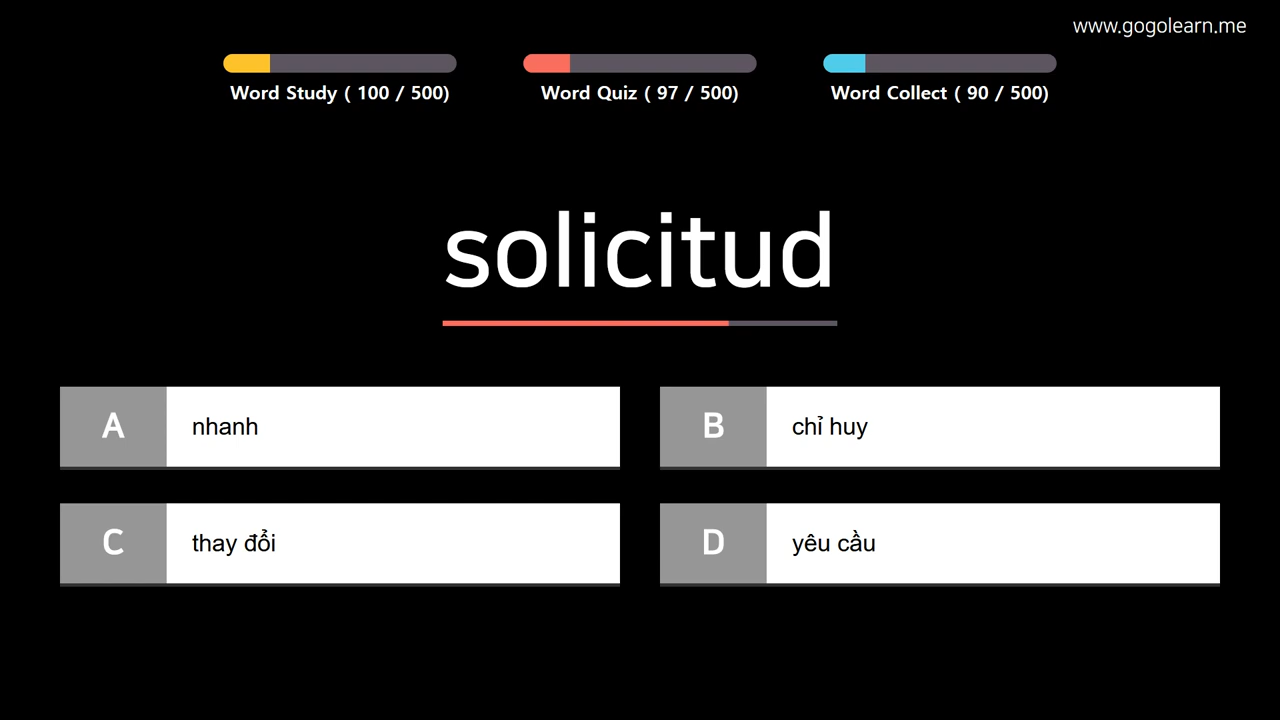 www.gogolearn.me
Word Study ( 100 / 500)
Word Quiz ( 97 / 500)
Word Collect ( 90 / 500)
solicitud
A nhanh
B chỉ huy
C thay đổi
D yêu cầu